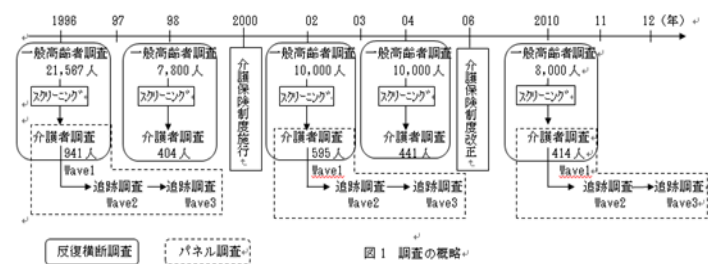 1996 97 98 2000 02 03 04 06 2010 11 12 (年)
一般高齢者調査 一般高齢者調査 一般高齢者調査 一般高齢者調査 一般高齢者調査
21,567人 7,800人 10,000人 10,000人 8,000人
スクリーニング スクリーニング スクリーニング スクリーニング スクリーニング
介護保険制度施行
介護保険制度改正
介護者調査 介護者調査 介護者調査 介護者調査 介護者調査
941人 404人 595人 441人 414人
Wave1 Wave1 Wave1
追跡調査 追跡調査 追跡調査 追跡調査 追跡調査 追跡調査
Wave2 Wave3 Wave2 Wave3 Wave2 Wave3
反復横断調査 パネル調査 図1 調査の概略